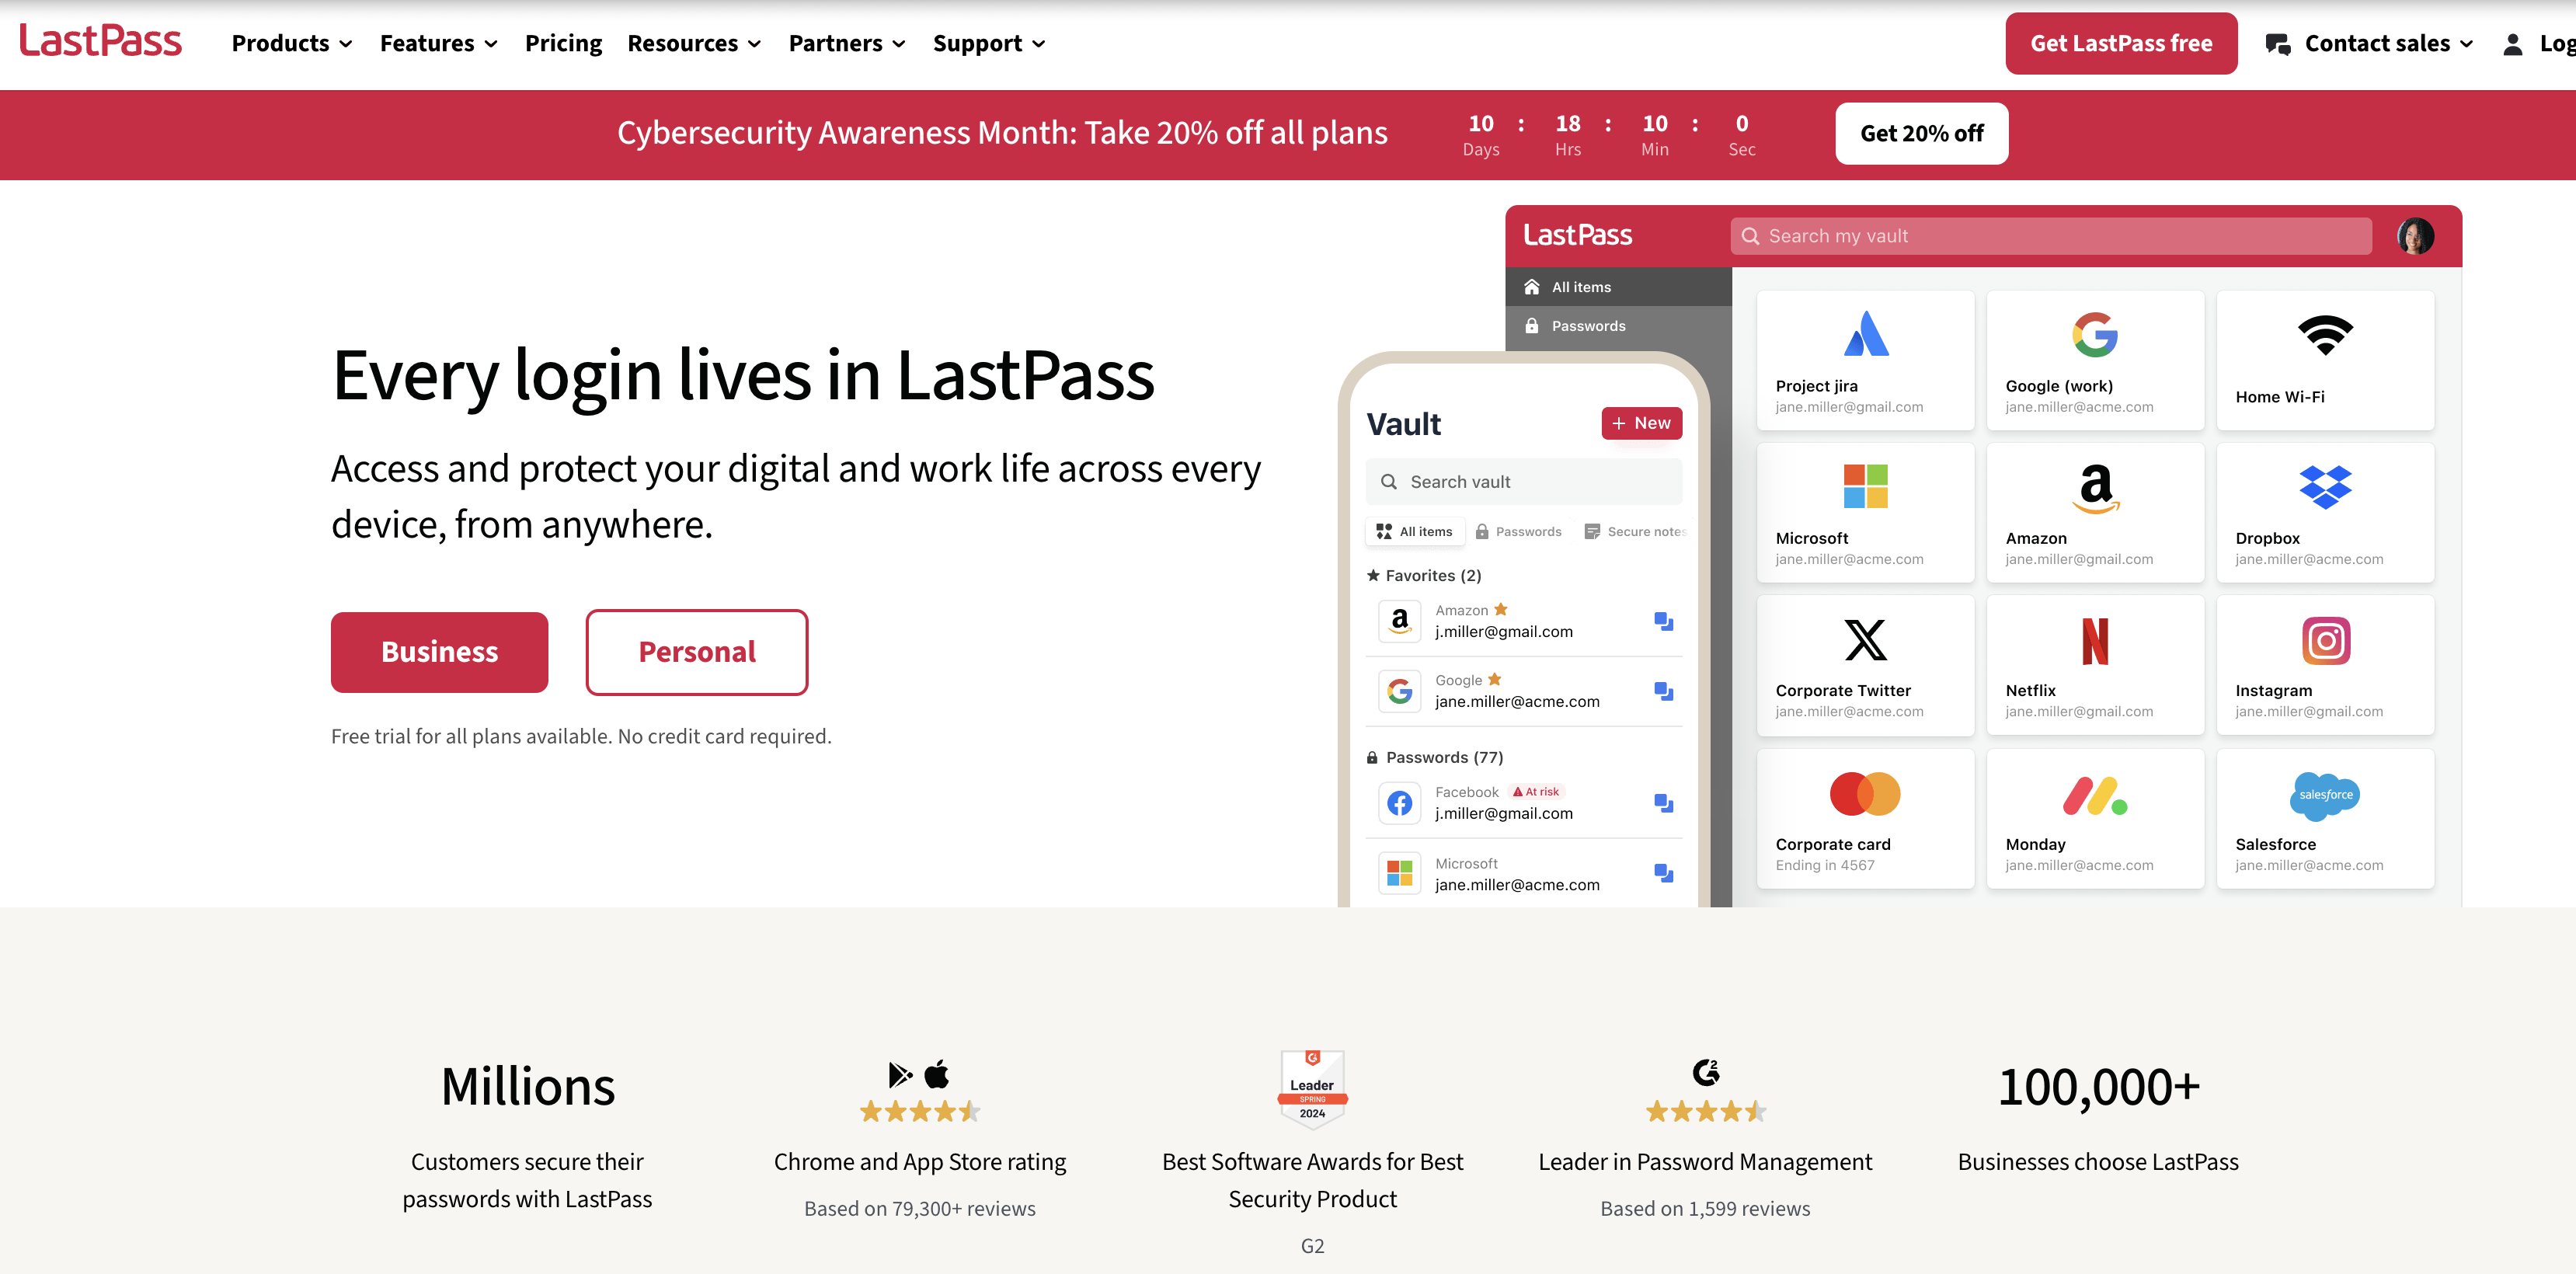 LastPass
Products
Features
Pricing
Resources
Partners
Support
Get LastPass free
Contact sales
Cybersecurity Awareness Month: Take 20% off all plans
10 : 18 : 10 : 0
Days Hrs Min Sec
Get 20% off
Every login lives in LastPass
Access and protect your digital and work life across every
device, from anywhere.
Business
Personal
Free trial for all plans available. No credit card required.
LastPass
Search my vault
All items
Passwords
Project jira
jane.miller@gmail.com
Google (work)
jane.miller@acme.com
Home Wi-Fi
Microsoft
jane.miller@acme.com
Amazon
jane.miller@gmail.com
Dropbox
jane.miller@acme.com
Corporate Twitter
jane.miller@acme.com
Netflix
jane.miller@gmail.com
Instagram
jane.miller@gmail.com
Corporate card
Ending in 4567
Monday
jane.miller@acme.com
salesforce
Salesforce
jane.miller@acme.com
Vault
+ New
Search vault
All items
Passwords
Secure notes
Favorites (2)
Amazon
j.miller@gmail.com
Google
jane.miller@acme.com
Passwords (77)
Facebook
At risk
j.miller@gmail.com
Microsoft
jane.miller@acme.com
Millions
Customers secure their
passwords with LastPass
Chrome and App Store rating
Based on 79,300+ reviews
Leader
SPRING
2024
Best Software Awards for Best
Security Product
G2
Leader in Password Management
Based on 1,599 reviews
100,000+
Businesses choose LastPass